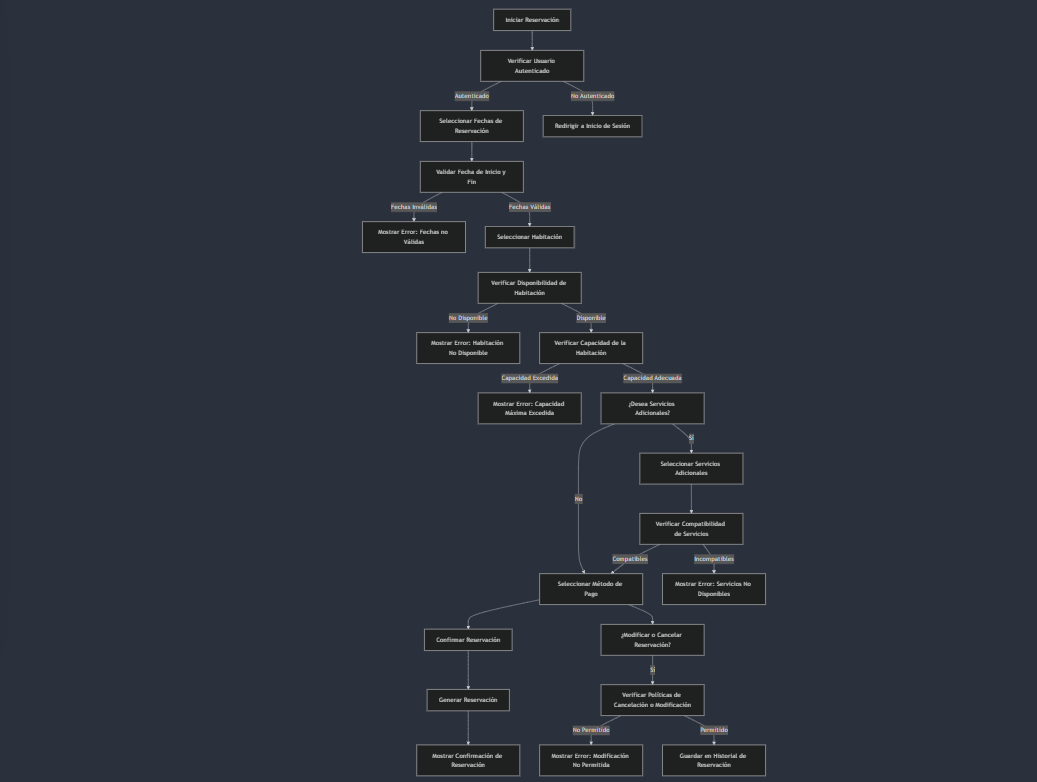 Iniciar Reservación
Verificar Usuario
Autenticado
Autenticado
No Autenticado
Seleccionar Fechas de
Reservación
Redirigir a Inicio de Sesión
Validar Fecha de Inicio y
Fin
Fechas Inválidas
Fechas Válidas
Mostrar Error: Fechas no
Válidas
Seleccionar Habitación
Verificar Disponibilidad de
Habitación
No Disponible
Disponible
Mostrar Error: Habitación
No Disponible
Verificar Capacidad de la
Habitación
Capacidad Excedida
Capacidad Adecuada
Mostrar Error: Capacidad
Máxima Excedida
¿Desea Servicios
Adicionales?
Sí
Seleccionar Servicios
Adicionales
No
Verificar Compatibilidad
de Servicios
Compatibles
Incompatibles
Seleccionar Método de
Pago
Mostrar Error: Servicios No
Disponibles
Confirmar Reservación
¿Modificar o Cancelar
Reservación?
Sí
Generar Reservación
Verificar Políticas de
Cancelación o Modificación
No Permitido
Permitido
Mostrar Confirmación de
Reservación
Mostrar Error: Modificación
No Permitida
Guardar en Historial de
Reservación